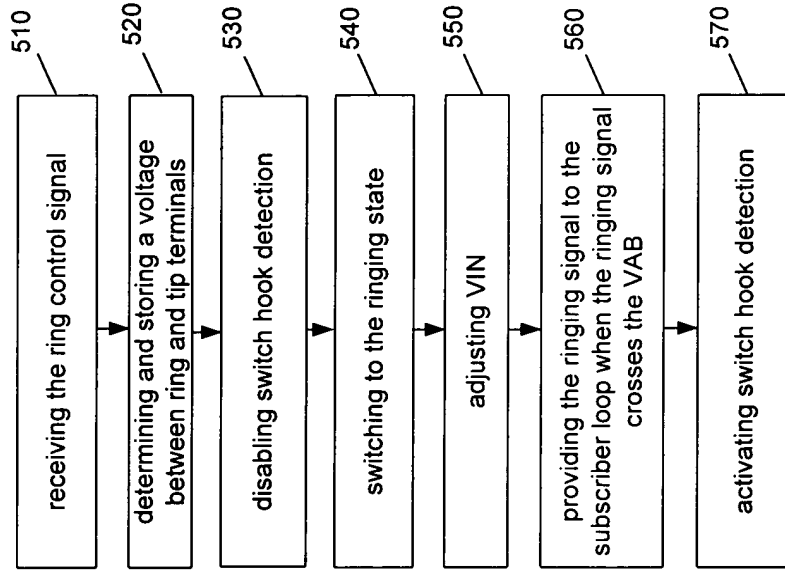 510
receiving the ring control signal
520
determining and storing a voltage
between ring and tip terminals
530
disabling switch hook detection
540
switching to the ringing state
550
adjusting VIN
560
providing the ringing signal to the
subscriber loop when the ringing signal
crosses the VAB
570
activating switch hook detection